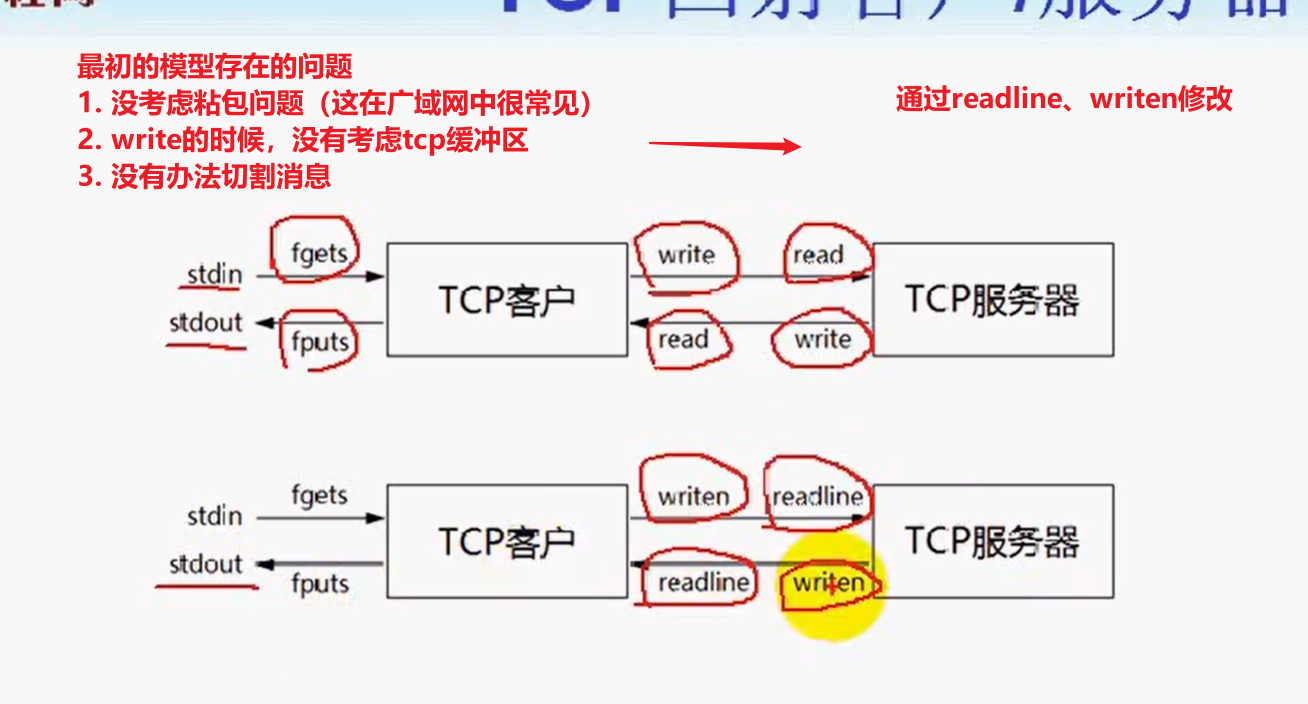 TCP回射客户/服务器
最初的模型存在的问题
1. 没考虑粘包问题（这在广域网中很常见）
2. write的时候，没有考虑tcp缓冲区
3. 没有办法切割消息
通过readline、writen修改
fgets
write
read
stdin
TCP客户
TCP服务器
stdout
fputs
read
write
fgets
writen
readline
stdin
TCP客户
TCP服务器
stdout
fputs
readline
writen